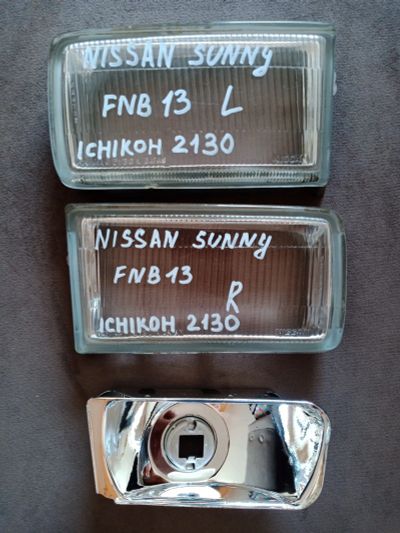 NISSAN SUNNY
FNB 13 L
ICHIKOH 2130
NISSAN SUNNY
FNB 13
R
ICHIKOH 2130